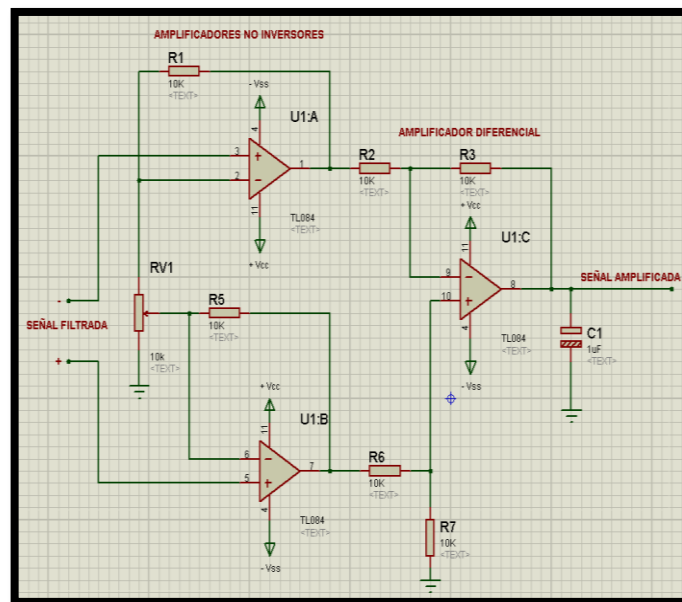 AMPLIFICADORES NO INVERSORES
R1
10K
<TEXT>
- Vss
U1:A
4
3
2
1
11
TL084
<TEXT>
+ Vcc
AMPLIFICADOR DIFERENCIAL
R2
10K
<TEXT>
R3
10K
<TEXT>
+ Vcc
U1:C
11
9
10
8
4
TL084
<TEXT>
- Vss
SEÑAL AMPLIFICADA
C1
1uF
<TEXT>
RV1
10k
<TEXT>
-
SEÑAL FILTRADA
+
R5
10K
<TEXT>
+ Vcc
U1:B
11
6
5
7
4
TL084
<TEXT>
- Vss
R6
10K
<TEXT>
R7
10K
<TEXT>